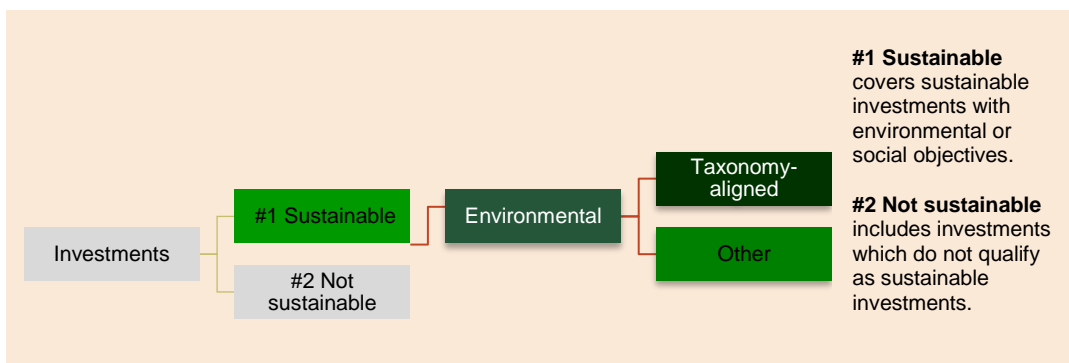 Investments
#1 Sustainable
#2 Not
sustainable
Environmental
Taxonomy-
aligned
Other
#1 Sustainable
covers sustainable
investments with
environmental or
social objectives.
#2 Not sustainable
includes investments
which do not qualify
as sustainable
investments.